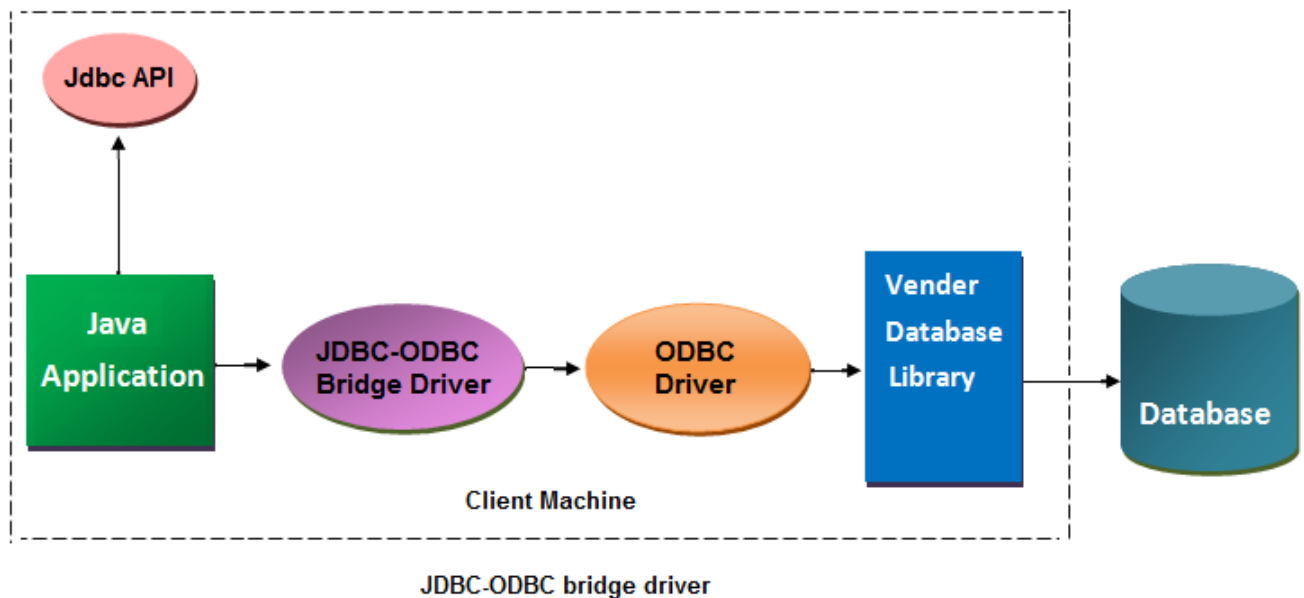 Jdbc API
Java
Application
JDBC-ODBC
Bridge Driver
ODBC
Driver
Vender
Database
Library
Database
Client Machine
JDBC-ODBC bridge driver